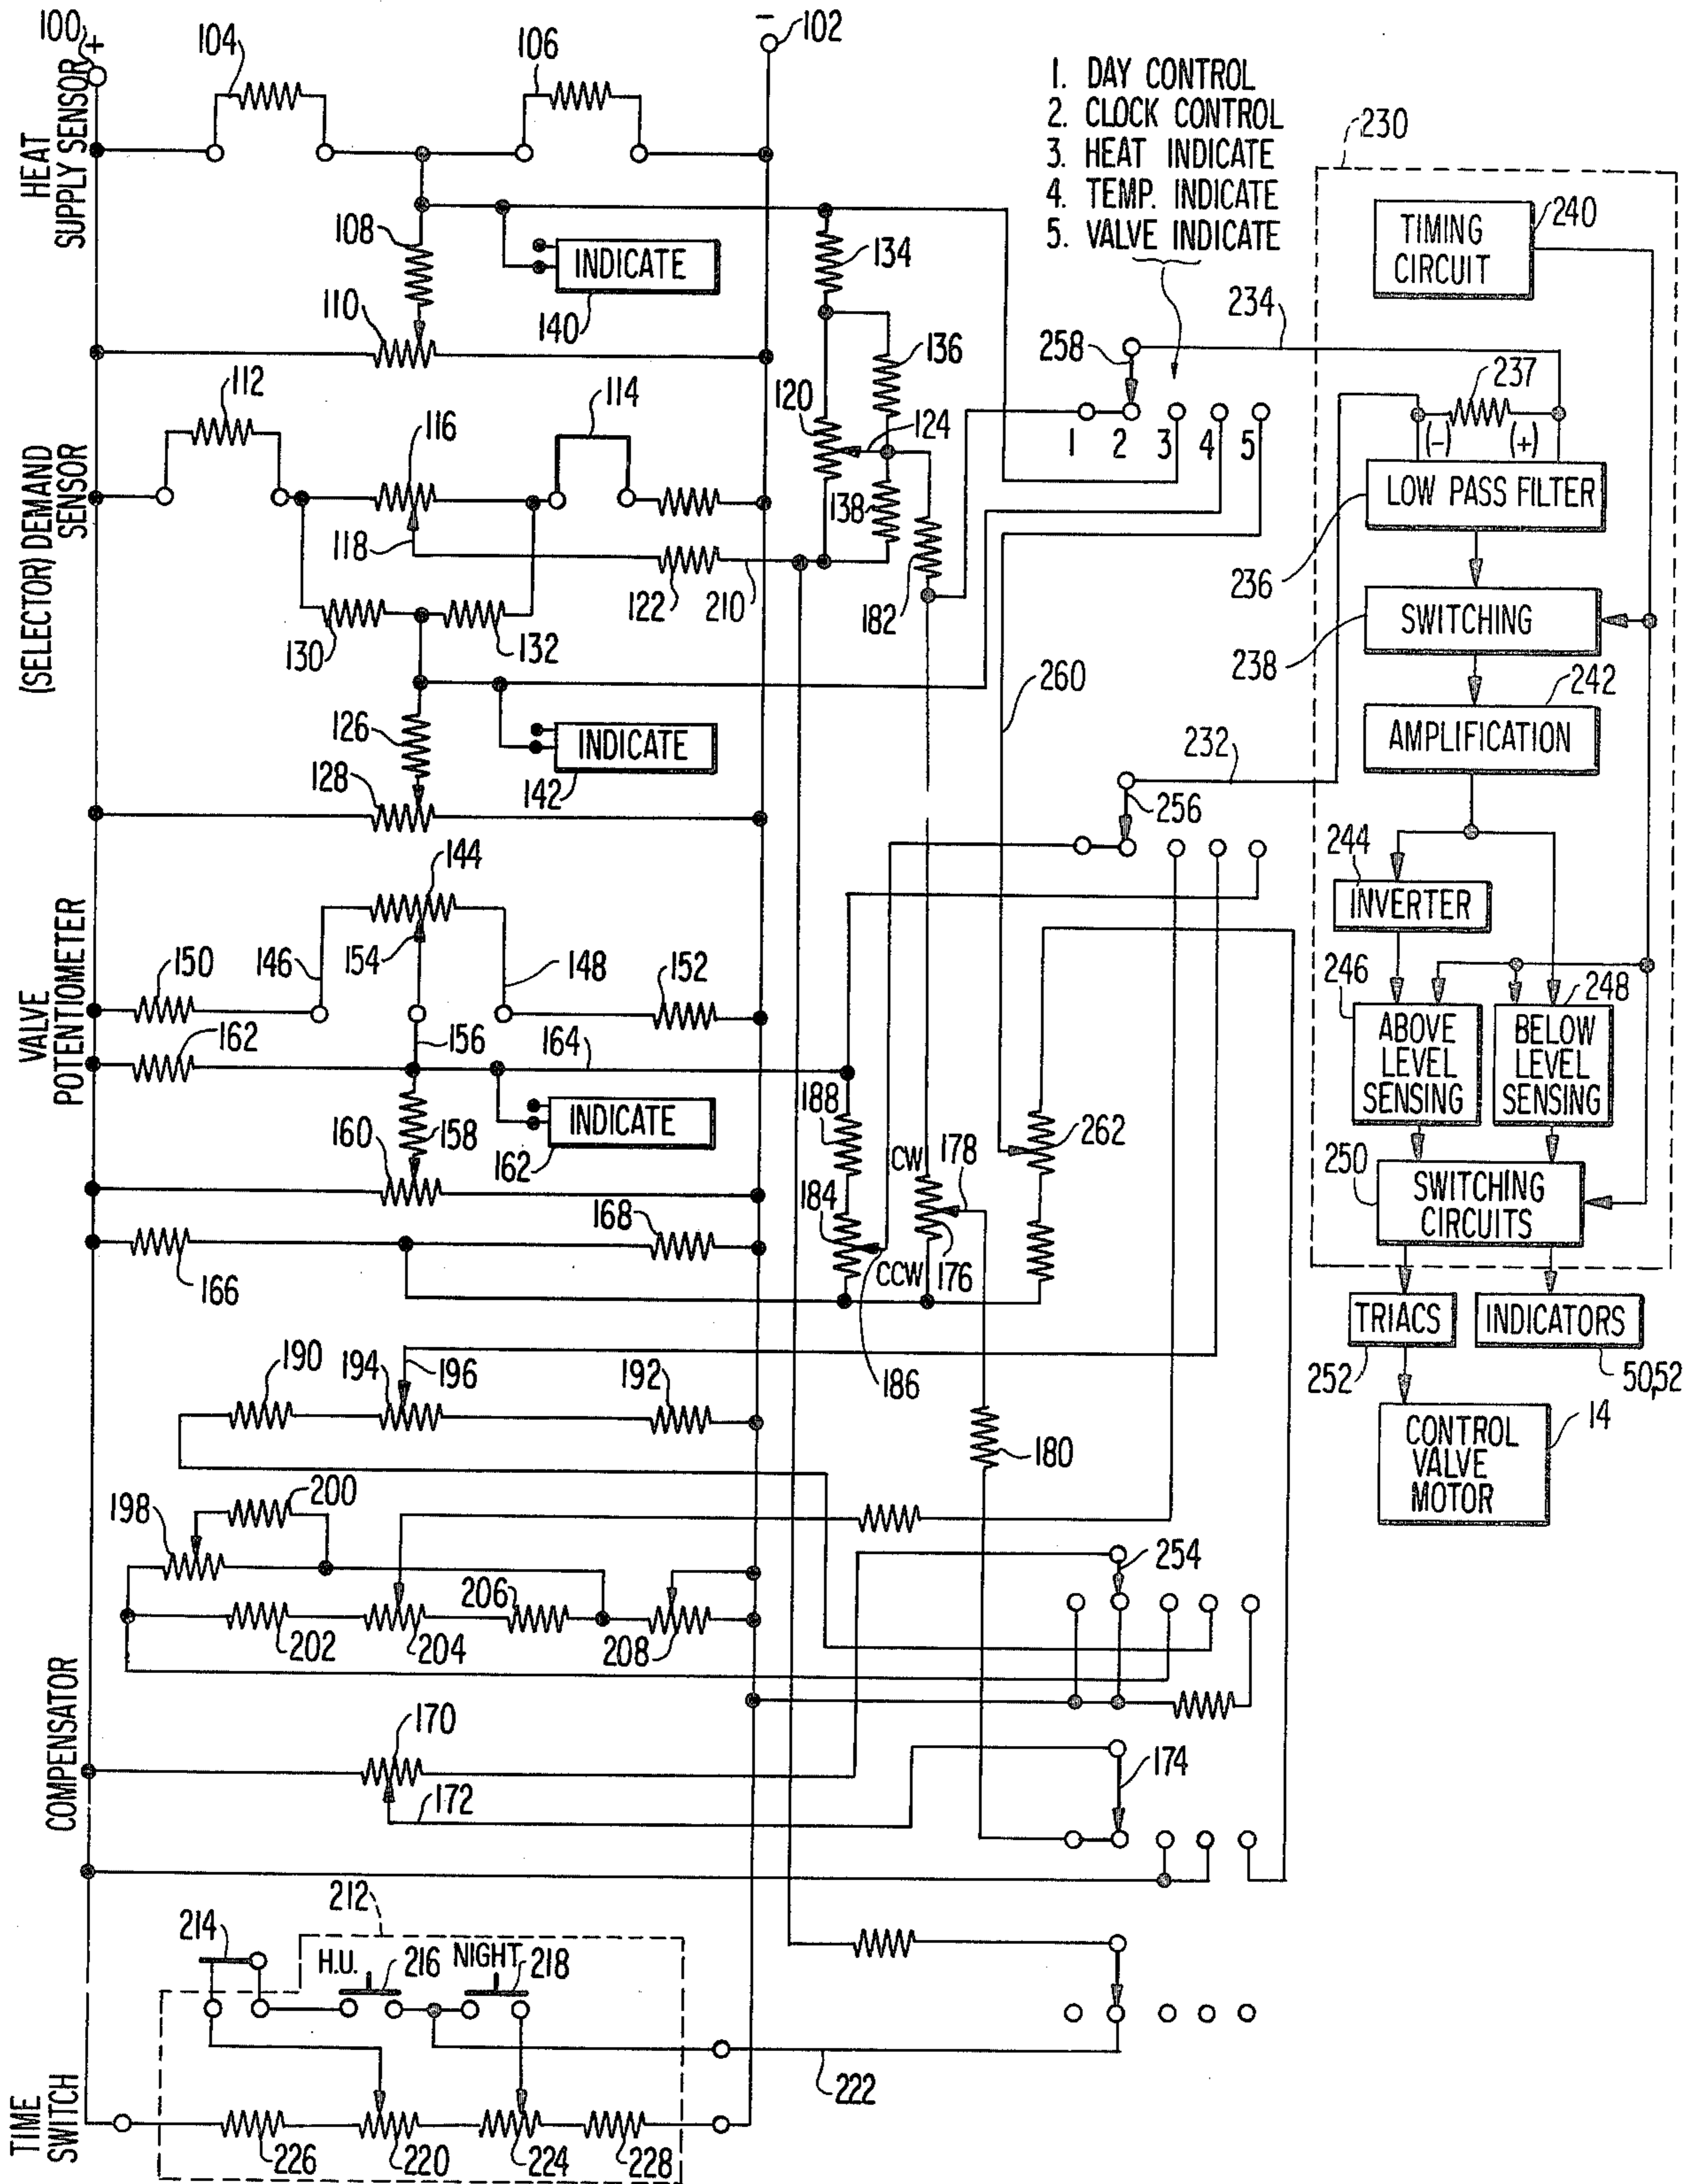 100
+
104
106
−
102
HEAT
SUPPLY SENSOR
108
INDICATE
140
110
134
136
120
124
1. DAY CONTROL
2. CLOCK CONTROL
3. HEAT INDICATE
4. TEMP. INDICATE
5. VALVE INDICATE
230
TIMING
CIRCUIT
240
234
258
237
(-)
(+)
1 2 3 4 5
LOW PASS FILTER
236
SWITCHING
238
242
AMPLIFICATION
112
116
114
(SELECTOR) DEMAND
SENSOR
118
122
210
138
182
130
132
126
INDICATE
142
128
260
232
256
244
INVERTER
246
248
ABOVE
LEVEL
SENSING
BELOW
LEVEL
SENSING
250
SWITCHING
CIRCUITS
TRIACS
INDICATORS
252
50,52
CONTROL
VALVE
MOTOR
14
VALVE
POTENTIOMETER
144
150
146
154
148
152
162
156
164
188
158
INDICATE
162
160
CW
178
262
184
CCW
176
166
168
186
190
194
196
192
180
198
200
254
202
204
206
208
COMPENSATOR
170
172
174
212
214
H.U.
216
NIGHT
218
222
TIME
SWITCH
226
220
224
228